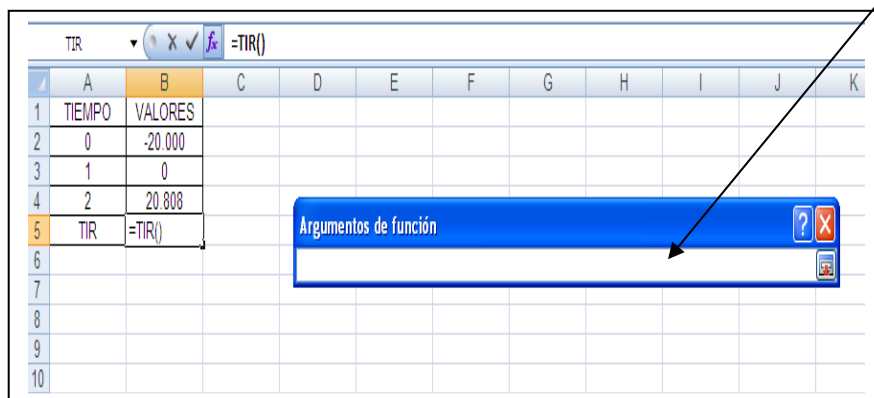 TIR fx =TIR()
A B C D E F G H I J K
1 TIEMPO VALORES
2 0 -20.000
3 1 0
4 2 20.808
5 TIR =TIR()
Argumentos de función ? X
6
7
8
9
10